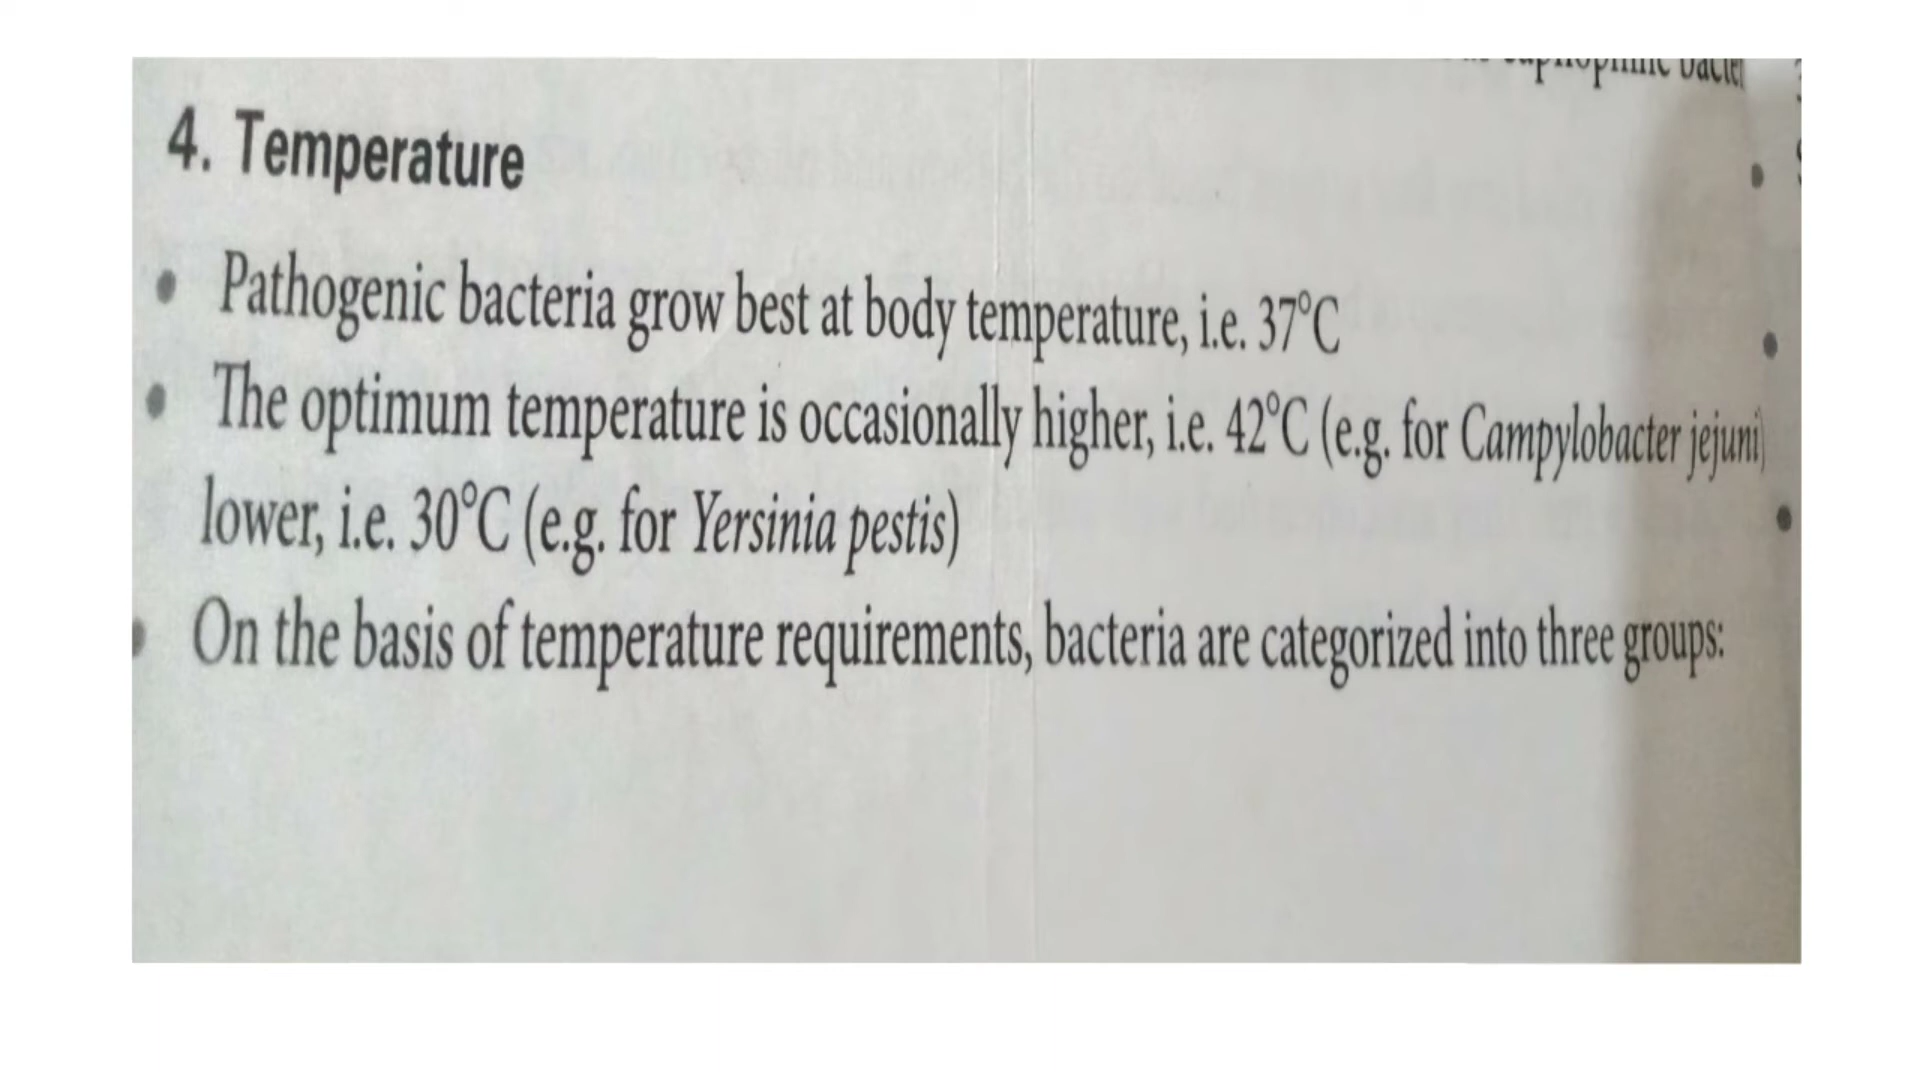 4. Temperature
• Pathogenic bacteria grow best at body temperature, i.e. 37°C
• The optimum temperature is occasionally higher, i.e. 42°C (e.g. for Campylobacter jejuni)
lower, i.e. 30°C (e.g. for Yersinia pestis)
• On the basis of temperature requirements, bacteria are categorized into three groups: